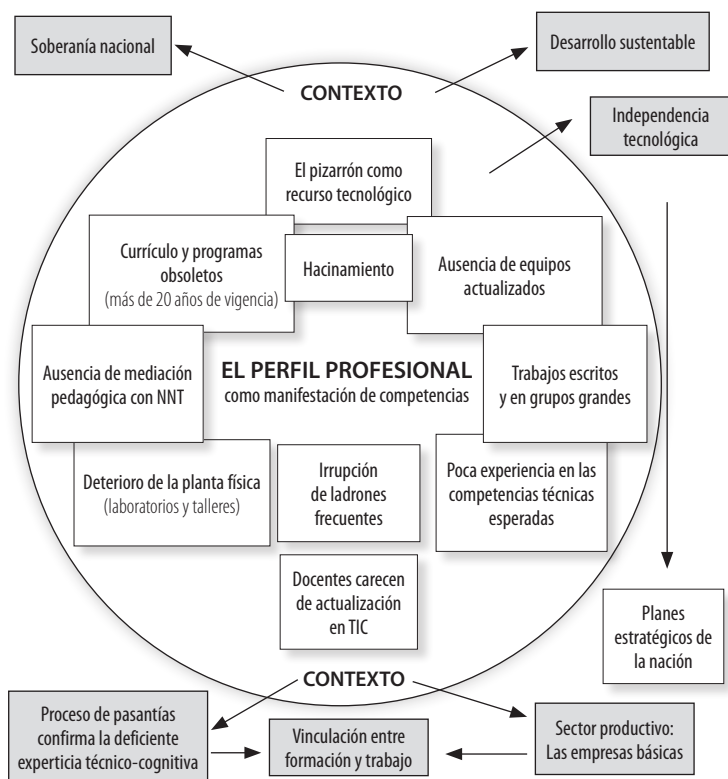 Soberanía nacional
Desarrollo sustentable
CONTEXTO
Independencia
tecnológica
El pizarrón como
recurso tecnológico
Currículo y programas
obsoletos
(más de 20 años de vigencia)
Hacinamiento
Ausencia de equipos
actualizados
Ausencia de mediación
pedagógica con NNT
EL PERFIL PROFESIONAL
como manifestación de competencias
Trabajos escritos
y en grupos grandes
Deterioro de la planta física
(laboratorios y talleres)
Irrupción
de ladrones
frecuentes
Poca experiencia en las
competencias técnicas
esperadas
Docentes carecen
de actualización
en TIC
Planes
estratégicos de
la nación
CONTEXTO
Proceso de pasantías
confirma la deficiente
experticia técnico-cognitiva
Vinculación entre
formación y trabajo
Sector productivo:
Las empresas básicas